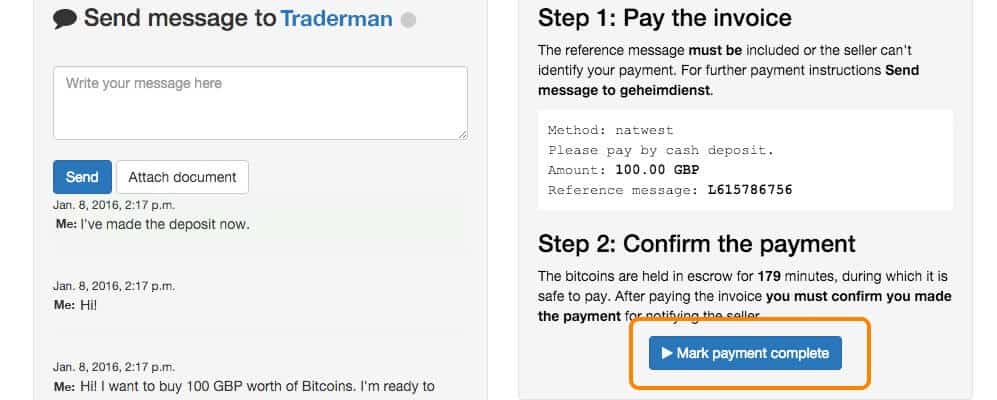 Send message to Traderman
Write your message here
Send
Attach document
Jan. 8, 2016, 2:17 p.m.
Me: I've made the deposit now.
Jan. 8, 2016, 2:17 p.m.
Me: Hi!
Jan. 8, 2016, 2:17 p.m.
Me: Hi! I want to buy 100 GBP worth of Bitcoins. I'm ready to
Step 1: Pay the invoice
The reference message must be included or the seller can't
identify your payment. For further payment instructions Send
message to geheimdienst.
Method: natwest
Please pay by cash deposit.
Amount: 100.00 GBP
Reference message: L615786756
Step 2: Confirm the payment
The bitcoins are held in escrow for 179 minutes, during which it is
safe to pay. After paying the invoice you must confirm you made
the payment for notifying the seller.
Mark payment complete